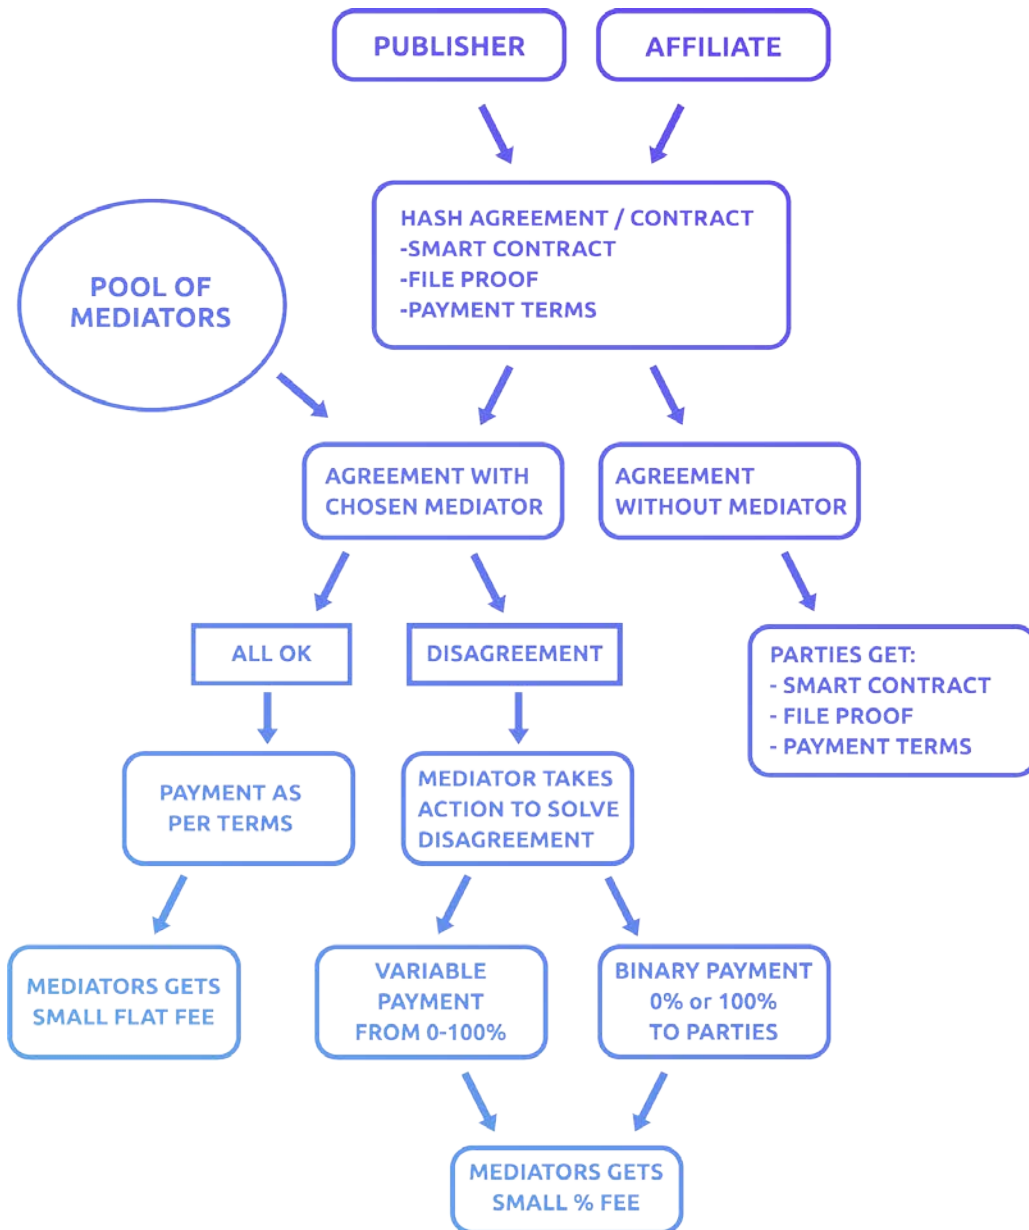 PUBLISHER
AFFILIATE
HASH AGREEMENT / CONTRACT
-SMART CONTRACT
-FILE PROOF
-PAYMENT TERMS
POOL OF
MEDIATORS
AGREEMENT WITH
CHOSEN MEDIATOR
AGREEMENT
WITHOUT MEDIATOR
ALL OK
DISAGREEMENT
PARTIES GET:
- SMART CONTRACT
- FILE PROOF
- PAYMENT TERMS
PAYMENT AS
PER TERMS
MEDIATOR TAKES
ACTION TO SOLVE
DISAGREEMENT
MEDIATORS GETS
SMALL FLAT FEE
VARIABLE
PAYMENT
FROM 0-100%
BINARY PAYMENT
0% or 100%
TO PARTIES
MEDIATORS GETS
SMALL % FEE